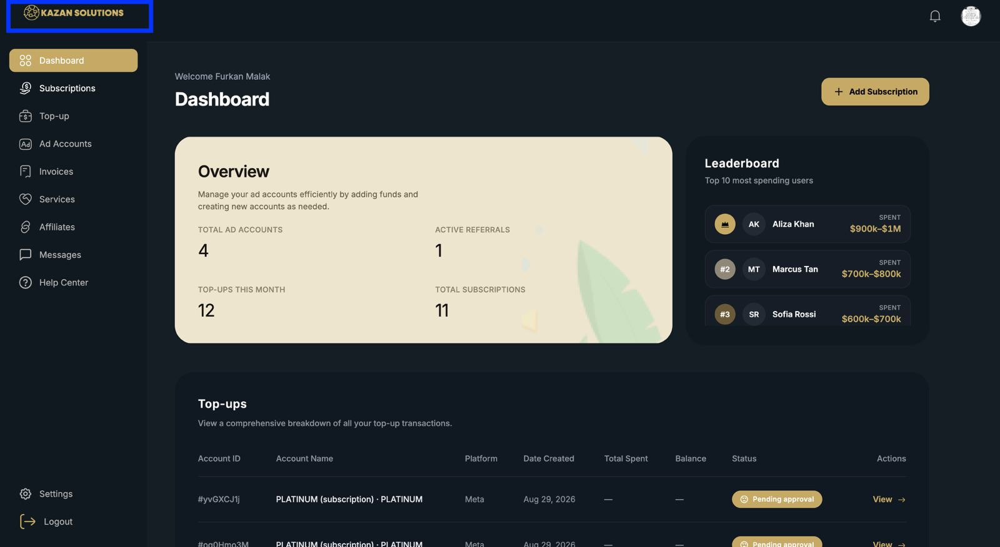 KAZAN SOLUTIONS
Dashboard
Subscriptions
Top-up
Ad
Ad Accounts
Invoices
Services
Affiliates
Messages
Help Center
Settings
Logout
Welcome Furkan Malak
Dashboard
Add Subscription
Overview
Manage your ad accounts efficiently by adding funds and
creating new accounts as needed.
TOTAL AD ACCOUNTS
4
ACTIVE REFERRALS
1
TOP-UPS THIS MONTH
12
TOTAL SUBSCRIPTIONS
11
Leaderboard
Top 10 most spending users
AK Aliza Khan SPENT $900k–$1M
#2 MT Marcus Tan SPENT $700k–$800k
#3 SR Sofia Rossi SPENT $600k–$700k
Top-ups
View a comprehensive breakdown of all your top-up transactions.
Account ID Account Name Platform Date Created Total Spent Balance Status Actions
#yvGXCJ1j PLATINUM (subscription) · PLATINUM Meta Aug 29, 2026 — — Pending approval View →
PLATINUM (subscription) · PLATINUM Meta Aug 29, 2026 — — Pending approval View →